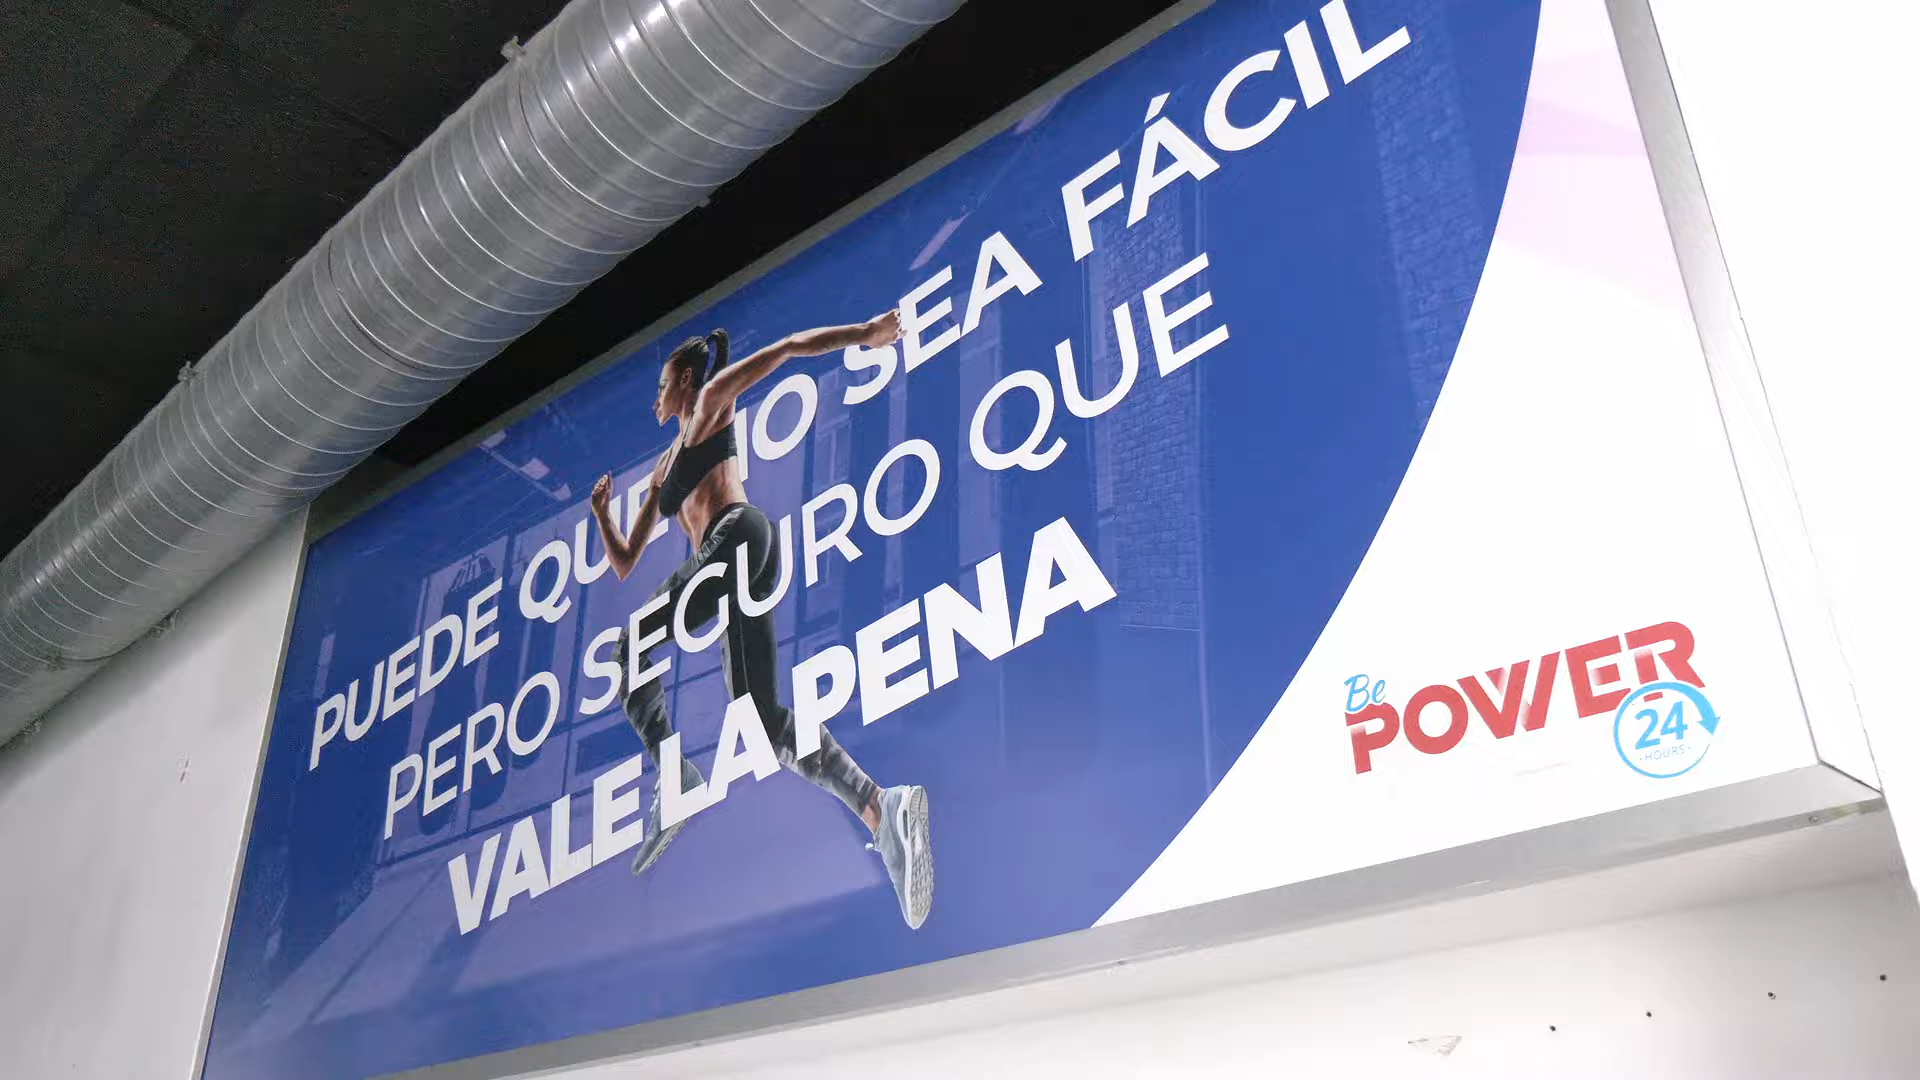 PUEDE QUE NO SEA FÁCIL
PERO SEGURO QUE
VALE LA PENA
Be
POWER
24
HOURS